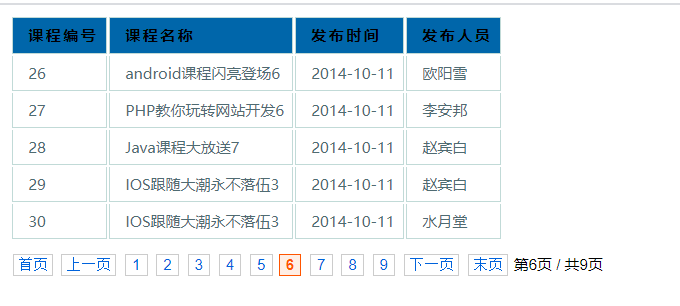 课程编号 课程名称 发布时间 发布人员
26 android课程闪亮登场6 2014-10-11 欧阳雪
27 PHP教你玩转网站开发6 2014-10-11 李安邦
28 Java课程大放送7 2014-10-11 赵宾白
29 IOS跟随大潮永不落伍3 2014-10-11 赵宾白
30 IOS跟随大潮永不落伍3 2014-10-11 水月堂
首页 上一页 1 2 3 4 5 6 7 8 9 下一页 末页 第6页 / 共9页